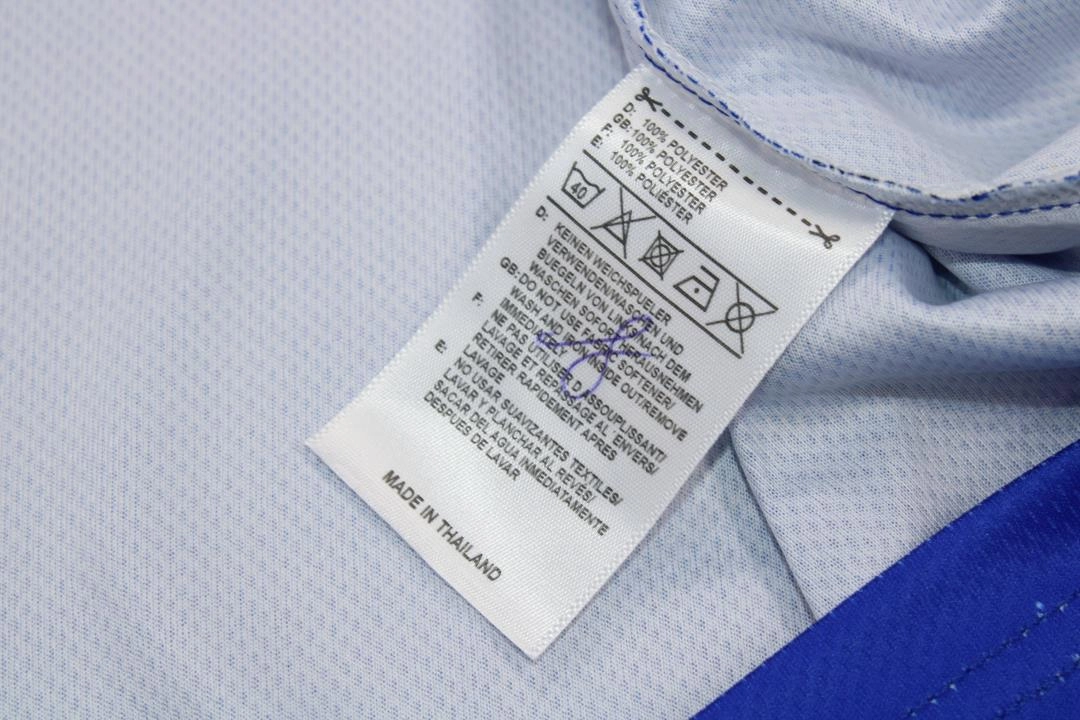 D: 100% POLYESTER
GB: 100% POLYESTER
F: 100% POLYESTER
E: 100% POLIÉSTER
40
D: KEINEN WEICHSPUELER
VERWENDEN/WASCHEN UND
BUEGELN VON LINKS/NACH DEM
WASCHEN SOFORT HERAUSNEHMEN
GB: DO NOT USE FABRIC SOFTENER/
WASH AND IRON INSIDE OUT/REMOVE
IMMEDIATELY
F: NE PAS UTILISER D'ASSOUPLISSANT/
LAVAGE ET REPASSAGE AL´ENVERS/
RETIRER RAPIDEMENT APRES
LAVAGE.
E: NO USAR SUAVIZANTES TEXTILES/
LAVAR Y PLANCHAR AL REVÉS/
SACAR DEL AGUA INMEDIATAMENTE
DESPUES DE LAVAR
MADE IN THAILAND